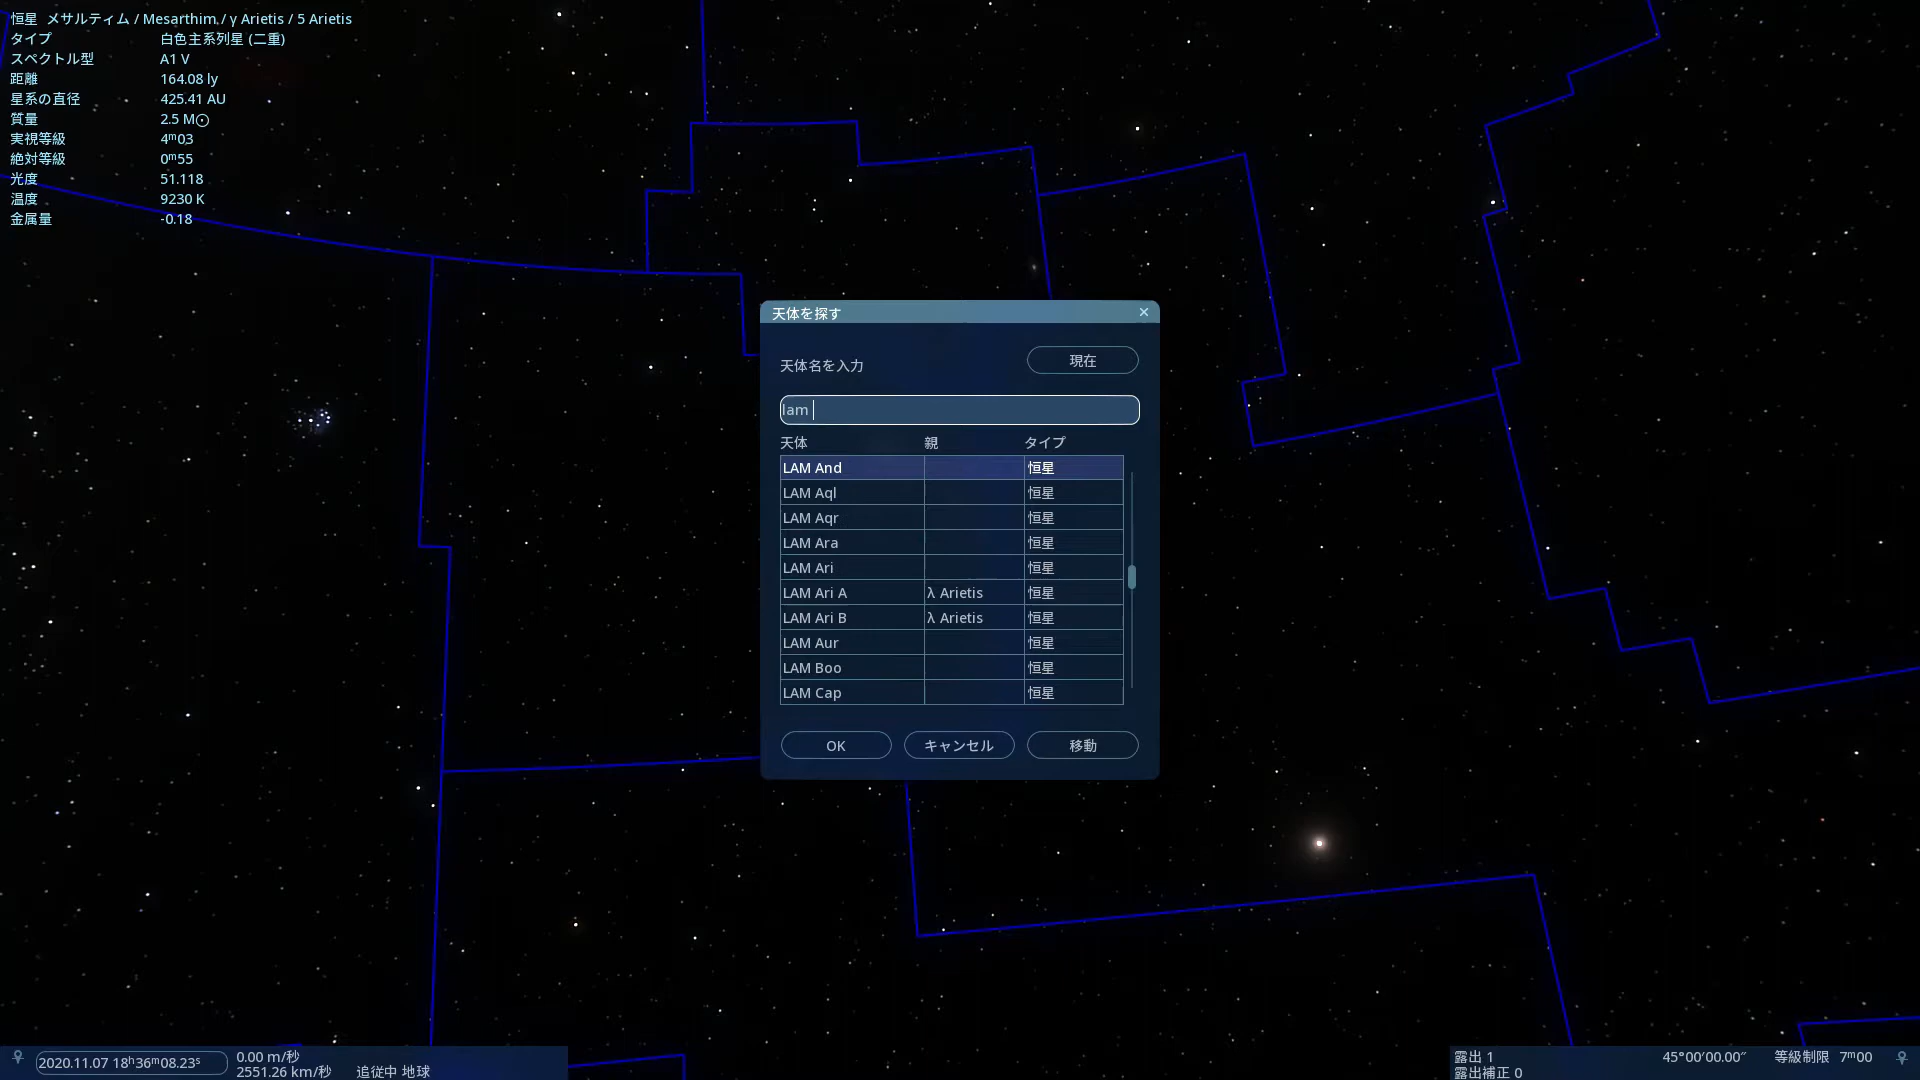 恒星 メサルティム / Mesarthim / γ Arietis / 5 Arietis
タイプ 白色主系列星 (二重)
スペクトル型 A1 V
距離 164.08 ly
星系の直径 425.41 AU
質量 2.5 M☉
実視等級 4ᵐ03
絶対等級 0ᵐ55
光度 51.118
温度 9230 K
金属量 -0.18
天体を探す ×
天体名を入力 現在
lam
天体 親 タイプ
LAM And 恒星
LAM Aql 恒星
LAM Aqr 恒星
LAM Ara 恒星
LAM Ari 恒星
LAM Ari A λ Arietis 恒星
LAM Ari B λ Arietis 恒星
LAM Aur 恒星
LAM Boo 恒星
LAM Cap 恒星
OK キャンセル 移動
2020.11.07 18ʰ36ᵐ08.23ˢ
0.00 m/秒
2551.26 km/秒 追従中 地球
露出 1 45°00′00.00″ 等級制限 7ᵐ00
露出補正 0